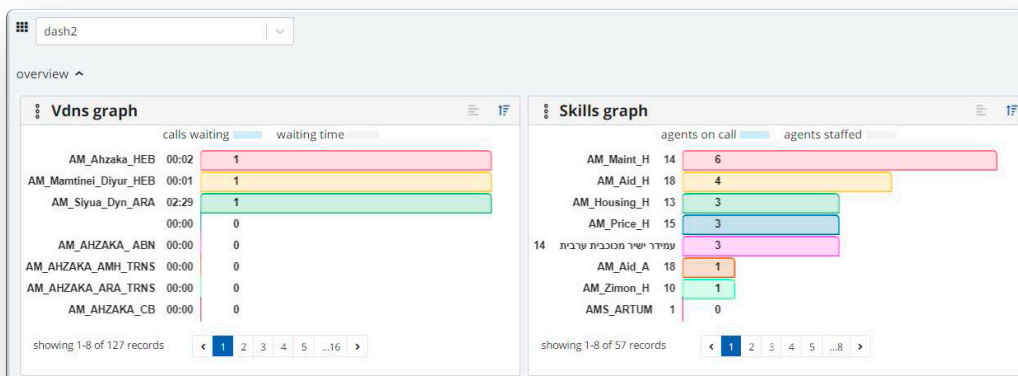 dash2
overview
Vdns graph
calls waiting waiting time
AM_Ahzaka_HEB 00:02 1
AM_Mamtinei_Diyur_HEB 00:01 1
AM_Siyua_Dyn_ARA 02:29 1
00:00 0
AM_AHZAKA_ ABN 00:00 0
AM_AHZAKA_AMH_TRNS 00:00 0
AM_AHZAKA_ARA_TRNS 00:00 0
AM_AHZAKA_CB 00:00 0
showing 1-8 of 127 records
1 2 3 4 5 ...16
Skills graph
agents on call agents staffed
AM_Maint_H 14 6
AM_Aid_H 18 4
AM_Housing_H 13 3
AM_Price_H 15 3
עמידר ישיר מכוכבית ערבית 14 3
AM_Aid_A 18 1
AM_Zimon_H 10 1
AMS_ARTUM 1 0
showing 1-8 of 57 records
1 2 3 4 5 ...8